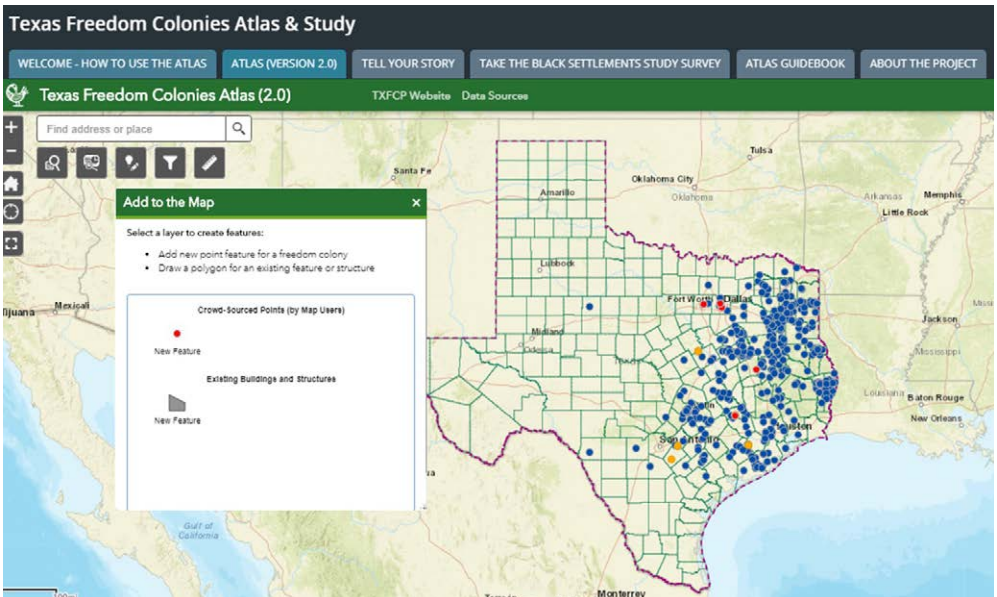 Texas Freedom Colonies Atlas & Study
WELCOME - HOW TO USE THE ATLAS
ATLAS (VERSION 2.0)
TELL YOUR STORY
TAKE THE BLACK SETTLEMENTS STUDY SURVEY
ATLAS GUIDEBOOK
ABOUT THE PROJECT
Texas Freedom Colonies Atlas (2.0)
TXFCP Website
Data Sources
+
Find address or place
−
Tulsa
Santa Fe
Oklahoma City
Oklahoma
Amarillo
Arkansas
Memphis
Little Rock
Add to the Map
×
Select a layer to create features:
• Add new point feature for a freedom colony
• Draw a polygon for an existing feature or structure
Lubbock
Mexicali
Fort Worth
Dallas
Crowd-Sourced Points (by Map Users)
Jackson
Midland
Odessa
Mississippi
New Feature
Existing Buildings and Structures
Louisiana
Baton Rouge
New Feature
New Orleans
Houston
San Antonio
Gulf of
California
Monterrey